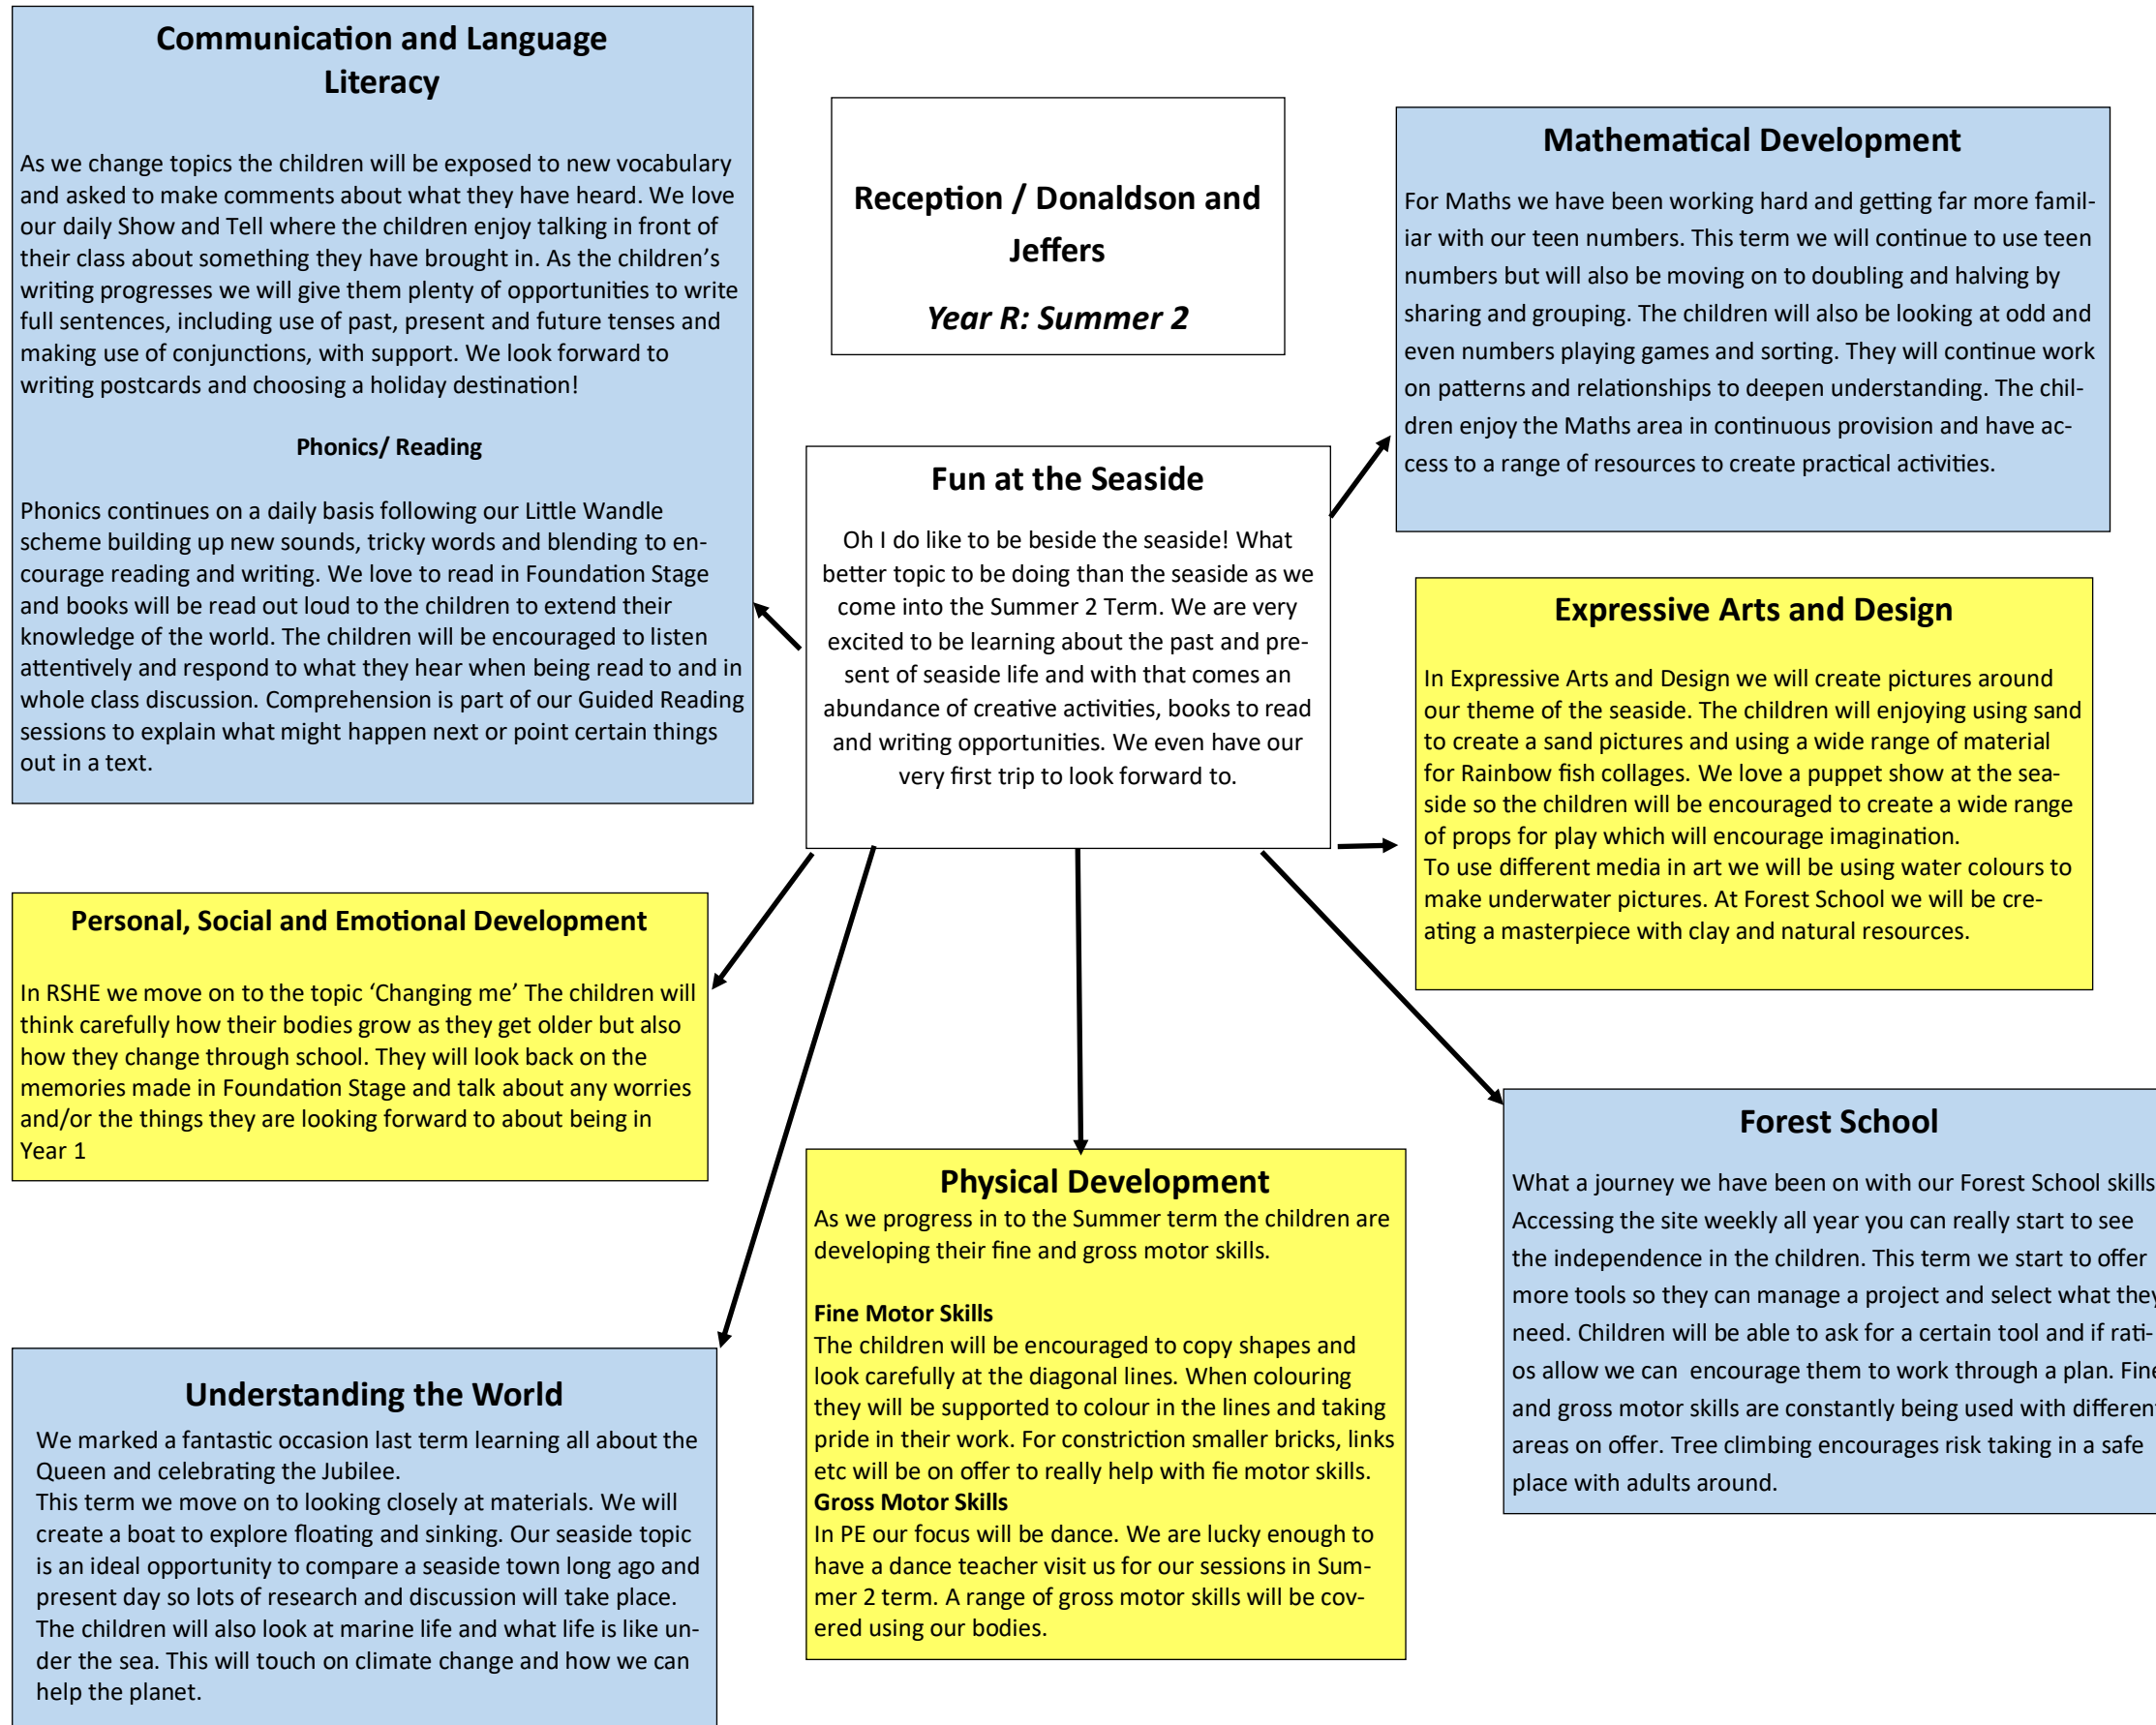 Communication and Language
Literacy
As we change topics the children will be exposed to new vocabulary
and asked to make comments about what they have heard. We love
our daily Show and Tell where the children enjoy talking in front of
their class about something they have brought in. As the children's
writing progresses we will give them plenty of opportunities to write
full sentences, including use of past, present and future tenses and
making use of conjunctions, with support. We look forward to
writing postcards and choosing a holiday destination!
Phonics/ Reading
Phonics continues on a daily basis following our Little Wandle
scheme building up new sounds, tricky words and blending to en-
courage reading and writing. We love to read in Foundation Stage
and books will be read out loud to the children to extend their
knowledge of the world. The children will be encouraged to listen
attentively and respond to what they hear when being read to and in
whole class discussion. Comprehension is part of our Guided Reading
sessions to explain what might happen next or point certain things
out in a text.
Reception / Donaldson and
Jeffers
Year R: Summer 2
Mathematical Development
For Maths we have been working hard and getting far more famil-
iar with our teen numbers. This term we will continue to use teen
numbers but will also be moving on to doubling and halving by
sharing and grouping. The children will also be looking at odd and
even numbers playing games and sorting. They will continue work
on patterns and relationships to deepen understanding. The chil-
dren enjoy the Maths area in continuous provision and have ac-
cess to a range of resources to create practical activities.
Fun at the Seaside
Oh I do like to be beside the seaside! What
better topic to be doing than the seaside as we
come into the Summer 2 Term. We are very
excited to be learning about the past and pre-
sent of seaside life and with that comes an
abundance of creative activities, books to read
and writing opportunities. We even have our
very first trip to look forward to.
Expressive Arts and Design
In Expressive Arts and Design we will create pictures around
our theme of the seaside. The children will enjoying using sand
to create a sand pictures and using a wide range of material
for Rainbow fish collages. We love a puppet show at the sea-
side so the children will be encouraged to create a wide range
of props for play which will encourage imagination.
To use different media in art we will be using water colours to
make underwater pictures. At Forest School we will be cre-
ating a masterpiece with clay and natural resources.
Personal, Social and Emotional Development
In RSHE we move on to the topic ‘Changing me’ The children will
think carefully how their bodies grow as they get older but also
how they change through school. They will look back on the
memories made in Foundation Stage and talk about any worries
and/or the things they are looking forward to about being in
Year 1
Physical Development
As we progress in to the Summer term the children are
developing their fine and gross motor skills.
Fine Motor Skills
The children will be encouraged to copy shapes and
look carefully at the diagonal lines. When colouring
they will be supported to colour in the lines and taking
pride in their work. For constriction smaller bricks, links
etc will be on offer to really help with fie motor skills.
Gross Motor Skills
In PE our focus will be dance. We are lucky enough to
have a dance teacher visit us for our sessions in Sum-
mer 2 term. A range of gross motor skills will be cov-
ered using our bodies.
Forest School
What a journey we have been on with our Forest School skills
Accessing the site weekly all year you can really start to see
the independence in the children. This term we start to offer
more tools so they can manage a project and select what they
need. Children will be able to ask for a certain tool and if rati-
os allow we can  encourage them to work through a plan. Fine
and gross motor skills are constantly being used with different
areas on offer. Tree climbing encourages risk taking in a safe
place with adults around.
Understanding the World
We marked a fantastic occasion last term learning all about the
Queen and celebrating the Jubilee.
This term we move on to looking closely at materials. We will
create a boat to explore floating and sinking. Our seaside topic
is an ideal opportunity to compare a seaside town long ago and
present day so lots of research and discussion will take place.
The children will also look at marine life and what life is like un-
der the sea. This will touch on climate change and how we can
help the planet.